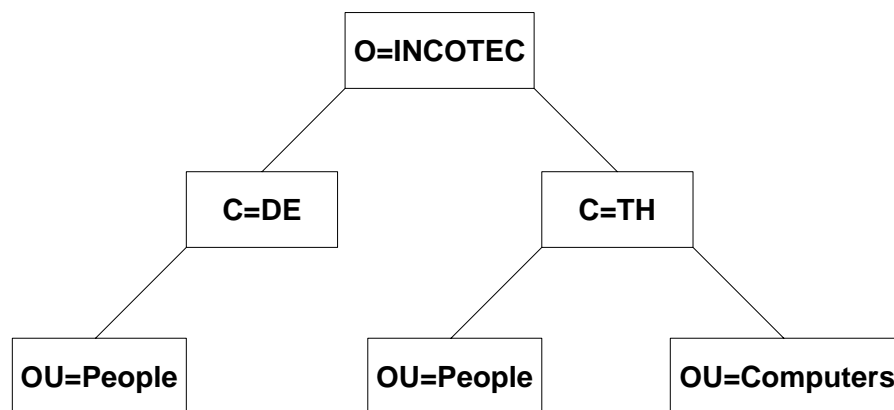 O=INCOTEC
C=DE
C=TH
OU=People
OU=People
OU=Computers